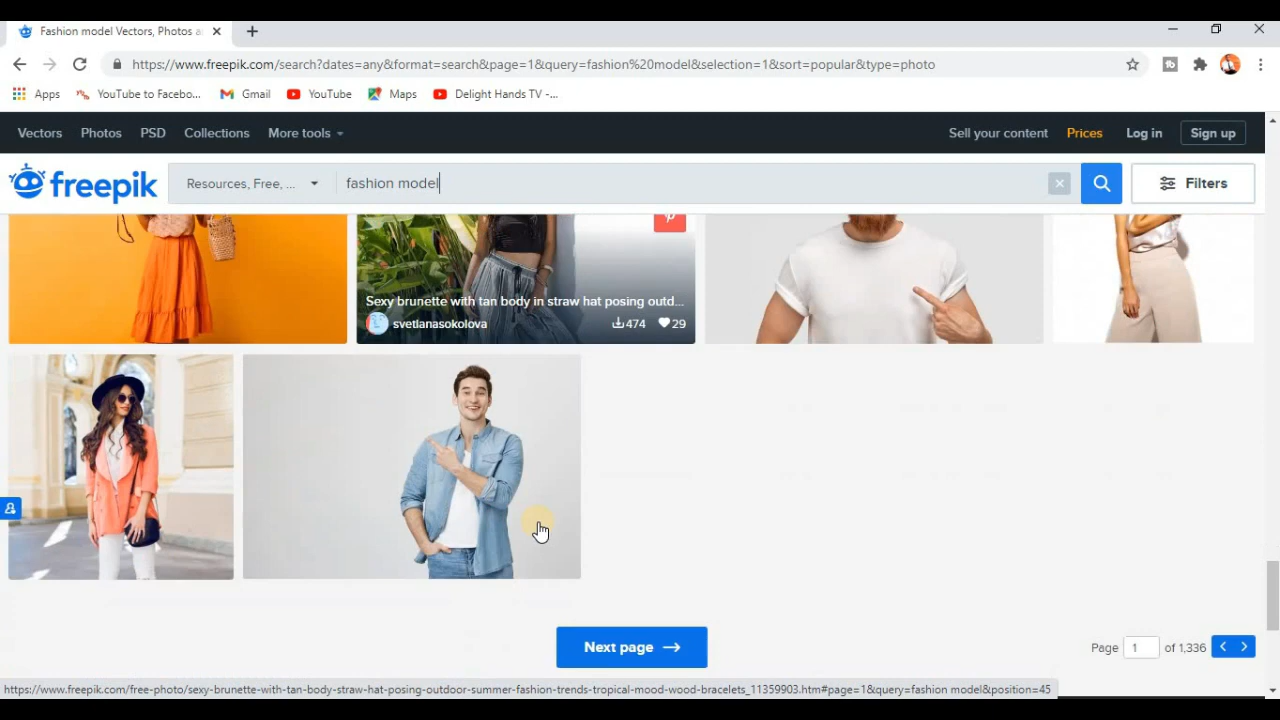 Fashion model Vectors, Photos a
https://www.freepik.com/search?dates=any&format=search&page=1&query=fashion%20model&selection=1&sort=popular&type=photo
Apps YouTube to Facebo... Gmail YouTube Maps Delight Hands TV -...
Vectors Photos PSD Collections More tools Sell your content Prices Log in Sign up
freepik Resources, Free, ... fashion model Filters
Sexy brunette with tan body in straw hat posing outd...
svetlanasokolova 474 29
Next page → Page 1 of 1,336
https://www.freepik.com/free-photo/sexy-brunette-with-tan-body-straw-hat-posing-outdoor-summer-fashion-trends-tropical-mood-wood-bracelets_11359903.htm#page=1&query=fashion model&position=45